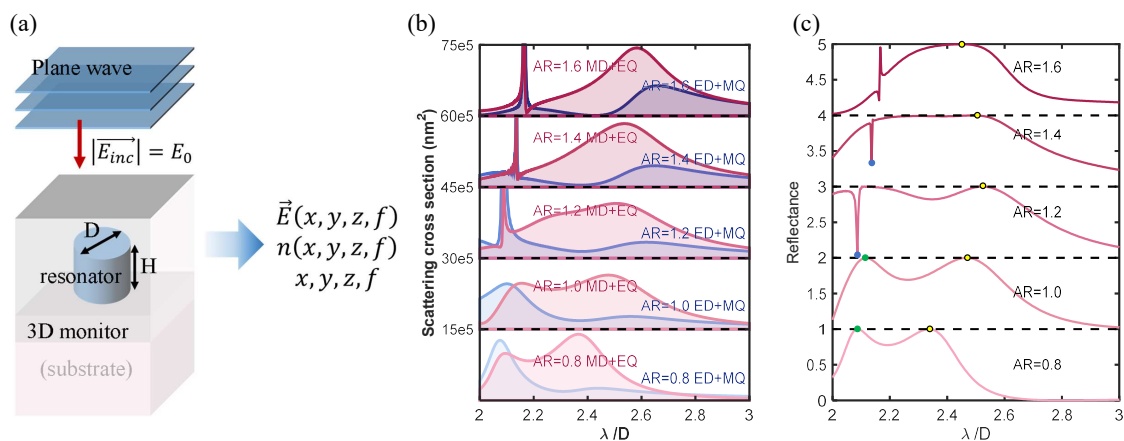 (a)
Plane wave
|E⃗_inc| = E₀
D
H
resonator
3D monitor
(substrate)
E⃗(x, y, z, f)
n(x, y, z, f)
x, y, z, f
(b)
Scattering cross section (nm²)
75e5
60e5
45e5
30e5
15e5
AR=1.6 MD+EQ
AR=1.6 ED+MQ
AR=1.4 MD+EQ
AR=1.4 ED+MQ
AR=1.2 MD+EQ
AR=1.2 ED+MQ
AR=1.0 MD+EQ
AR=1.0 ED+MQ
AR=0.8 MD+EQ
AR=0.8 ED+MQ
2 2.2 2.4 2.6 2.8 3
λ /D
(c)
Reflectance
5
4.5
4
3.5
3
2.5
2
1.5
1
0.5
0
AR=1.6
AR=1.4
AR=1.2
AR=1.0
AR=0.8
2 2.2 2.4 2.6 2.8 3
λ /D